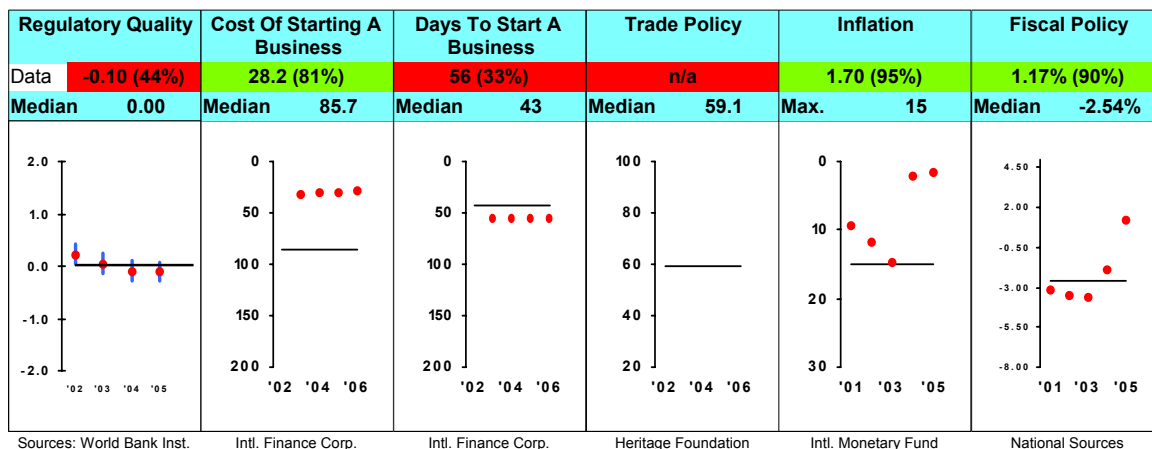 Regulatory Quality
Cost Of Starting A Business
Days To Start A Business
Trade Policy
Inflation
Fiscal Policy
Data -0.10 (44%)
28.2 (81%)
56 (33%)
n/a
1.70 (95%)
1.17% (90%)
Median 0.00
Median 85.7
Median 43
Median 59.1
Max. 15
Median -2.54%
2.0
1.0
0.0
-1.0
-2.0
'02 '03 '04 '05
0
50
100
150
200
'02 '04 '06
0
50
100
150
200
'02 '04 '06
100
80
60
40
20
'02 '04 '06
0
10
20
30
'01 '03 '05
4.50
2.00
-0.50
-3.00
-5.50
-8.00
'01 '03 '05
Sources: World Bank Inst.
Intl. Finance Corp.
Intl. Finance Corp.
Heritage Foundation
Intl. Monetary Fund
National Sources